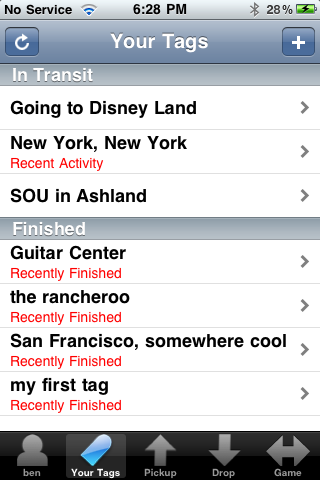 No Service 6:28 PM 28%
Your Tags +
In Transit
Going to Disney Land
New York, New York
Recent Activity
SOU in Ashland
Finished
Guitar Center
Recently Finished
the rancheroo
Recently Finished
San Francisco, somewhere cool
Recently Finished
my first tag
Recently Finished
ben Your Tags Pickup Drop Game